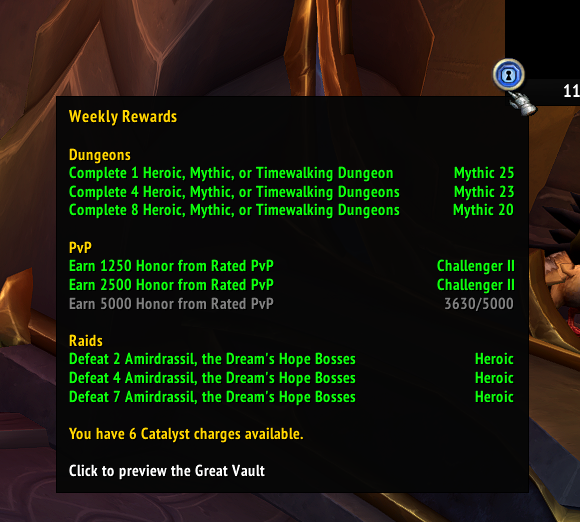 11
Weekly Rewards
Dungeons
Complete 1 Heroic, Mythic, or Timewalking Dungeon Mythic 25
Complete 4 Heroic, Mythic, or Timewalking Dungeons Mythic 23
Complete 8 Heroic, Mythic, or Timewalking Dungeons Mythic 20
PvP
Earn 1250 Honor from Rated PvP Challenger II
Earn 2500 Honor from Rated PvP Challenger II
Earn 5000 Honor from Rated PvP 3630/5000
Raids
Defeat 2 Amirdrassil, the Dream's Hope Bosses Heroic
Defeat 4 Amirdrassil, the Dream's Hope Bosses Heroic
Defeat 7 Amirdrassil, the Dream's Hope Bosses Heroic
You have 6 Catalyst charges available.
Click to preview the Great Vault